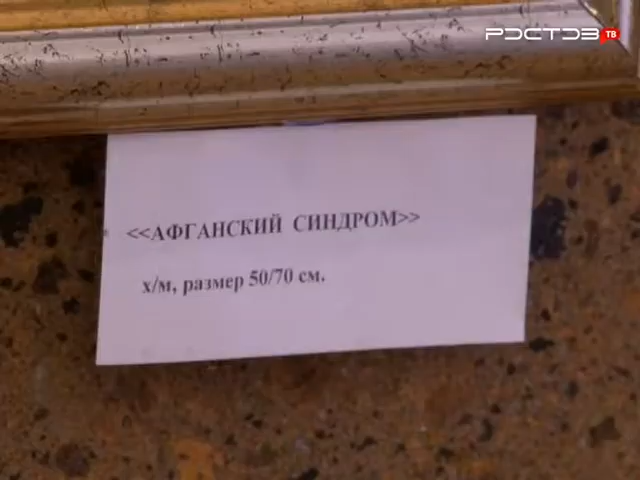 РОСТОВ ТВ
<<АФГАНСКИЙ СИНДРОМ>>
х/м, размер 50/70 см.